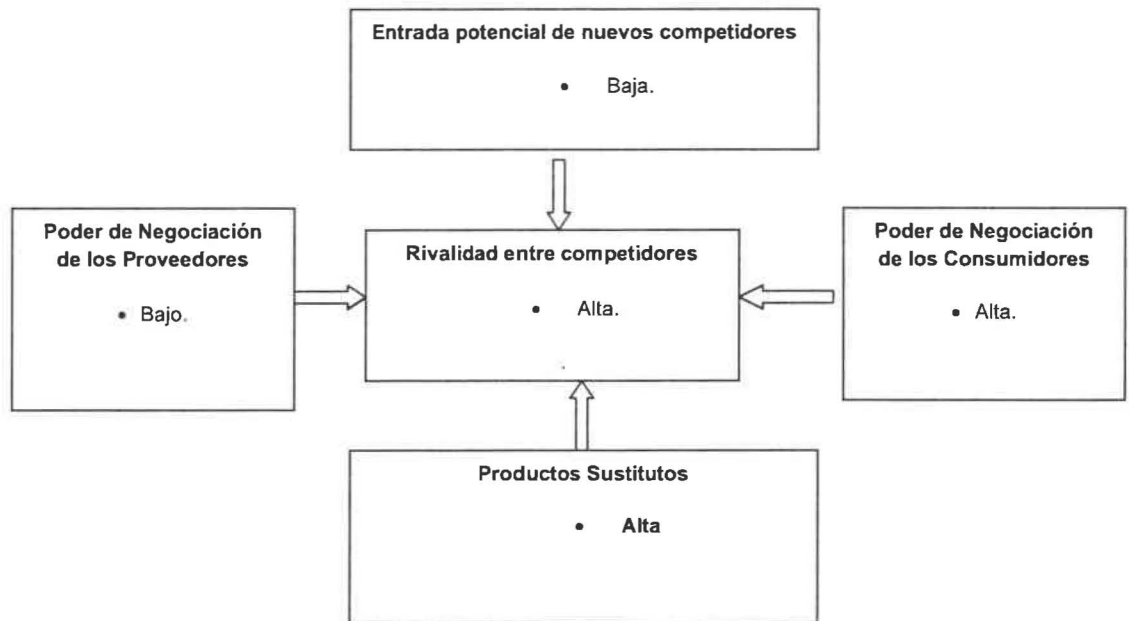 Entrada potencial de nuevos competidores
• Baja.
Poder de Negociación
de los Proveedores
• Bajo.
Rivalidad entre competidores
• Alta.
Poder de Negociación
de los Consumidores
• Alta.
Productos Sustitutos
• Alta